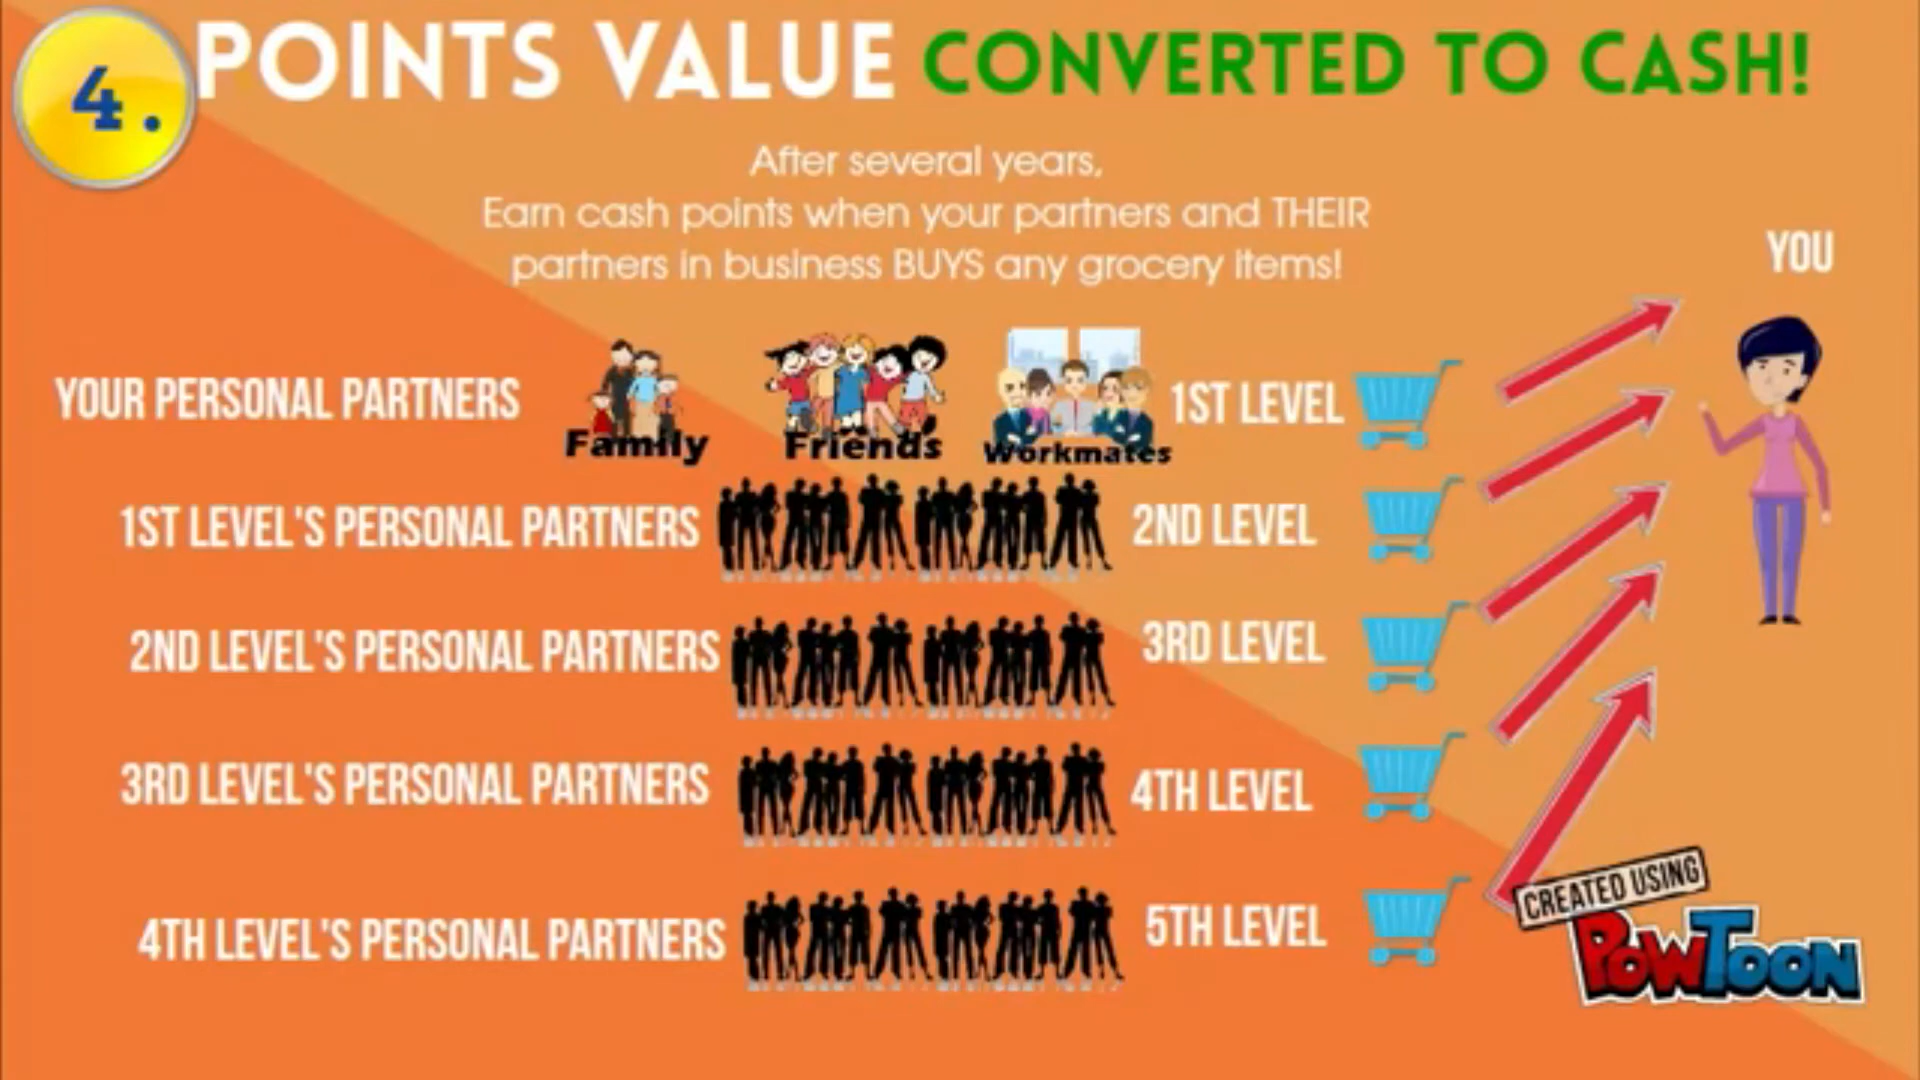 4.
POINTS VALUE CONVERTED TO CASH!
After several years,
Earn cash points when your partners and THEIR
partners in business BUYS any grocery items!
YOU
YOUR PERSONAL PARTNERS
Family
Friends
Workmates
1ST LEVEL
1ST LEVEL'S PERSONAL PARTNERS
2ND LEVEL
2ND LEVEL'S PERSONAL PARTNERS
3RD LEVEL
3RD LEVEL'S PERSONAL PARTNERS
4TH LEVEL
4TH LEVEL'S PERSONAL PARTNERS
5TH LEVEL
CREATED USING
POWTOON